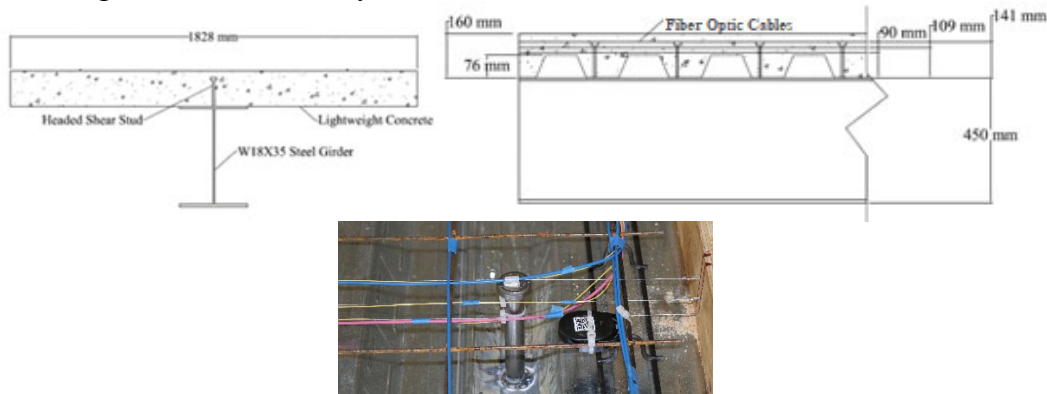 1828 mm
Headed Shear Stud
Lightweight Concrete
W18X35 Steel Girder
160 mm
Fiber Optic Cables
141 mm
109 mm
90 mm
76 mm
450 mm